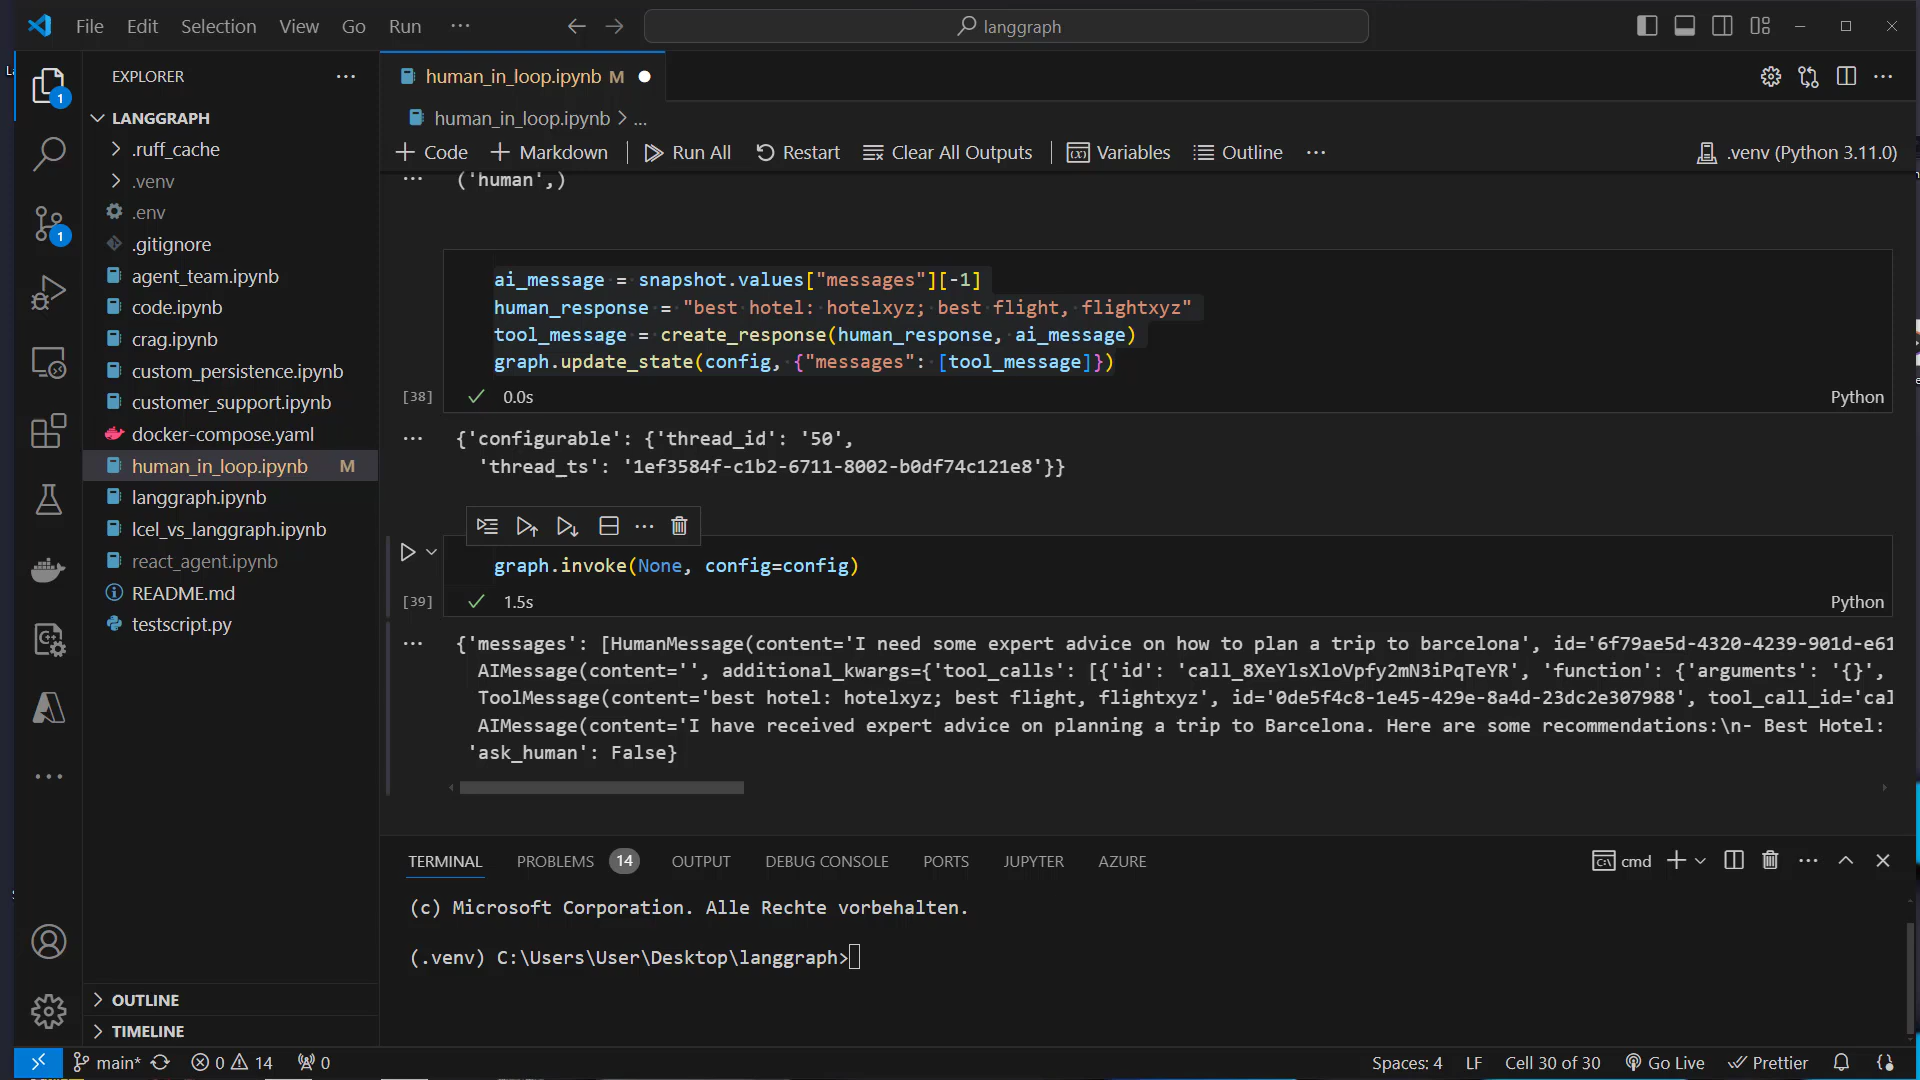 File Edit Selection View Go Run ···
langgraph
EXPLORER
LANGGRAPH
.ruff_cache
.venv
.env
.gitignore
agent_team.ipynb
code.ipynb
crag.ipynb
custom_persistence.ipynb
customer_support.ipynb
docker-compose.yaml
human_in_loop.ipynb M
langgraph.ipynb
lcel_vs_langgraph.ipynb
react_agent.ipynb
README.md
testscript.py
OUTLINE
TIMELINE
1
1
human_in_loop.ipynb M
human_in_loop.ipynb > ...
Code Markdown Run All Restart Clear All Outputs Variables Outline ··· .venv (Python 3.11.0)
('human',)
ai_message = snapshot.values["messages"][-1]
human_response = "best hotel: hotelxyz; best flight, flightxyz"
tool_message = create_response(human_response, ai_message)
graph.update_state(config, {"messages": [tool_message]})
[38] 0.0s Python
{'configurable': {'thread_id': '50',
'thread_ts': '1ef3584f-c1b2-6711-8002-b0df74c121e8'}}
graph.invoke(None, config=config)
[39] 1.5s Python
{'messages': [HumanMessage(content='I need some expert advice on how to plan a trip to barcelona', id='6f79ae5d-4320-4239-901d-e61
AIMessage(content='', additional_kwargs={'tool_calls': [{'id': 'call_8XeYlsXloVpfy2mN3iPqTeYR', 'function': {'arguments': '{}',
ToolMessage(content='best hotel: hotelxyz; best flight, flightxyz', id='0de5f4c8-1e45-429e-8a4d-23dc2e307988', tool_call_id='cal
AIMessage(content='I have received expert advice on planning a trip to Barcelona. Here are some recommendations:\n- Best Hotel:
'ask_human': False}
TERMINAL PROBLEMS 14 OUTPUT DEBUG CONSOLE PORTS JUPYTER AZURE cmd
(c) Microsoft Corporation. Alle Rechte vorbehalten.
(.venv) C:\Users\User\Desktop\langgraph>
main* 0 14 0 Spaces: 4 LF Cell 30 of 30 Go Live Prettier